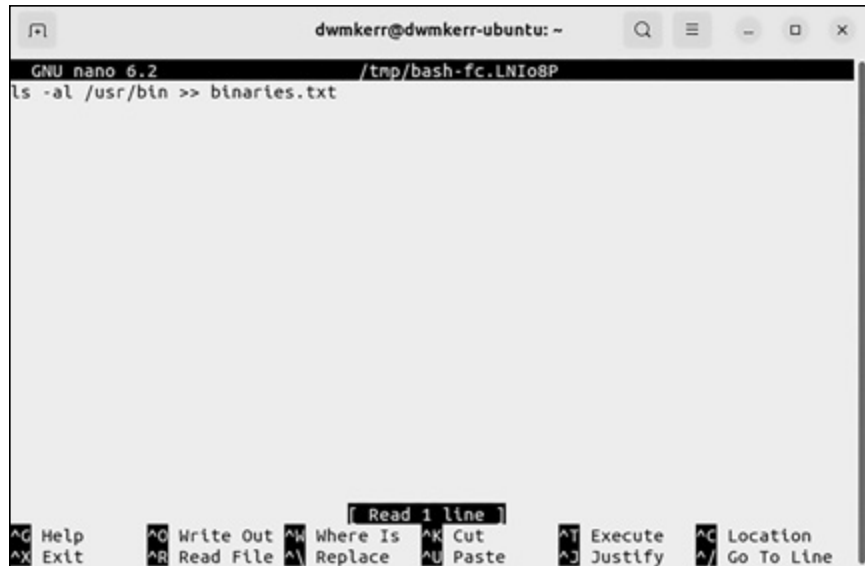 dwmkerr@dwmkerr-ubuntu: ~
GNU nano 6.2 /tmp/bash-fc.LNIo8P
ls -al /usr/bin >> binaries.txt
[ Read 1 line ]
^G Help ^O Write Out ^W Where Is ^K Cut ^T Execute ^C Location
^X Exit ^R Read File ^\ Replace ^U Paste ^J Justify ^/ Go To Line